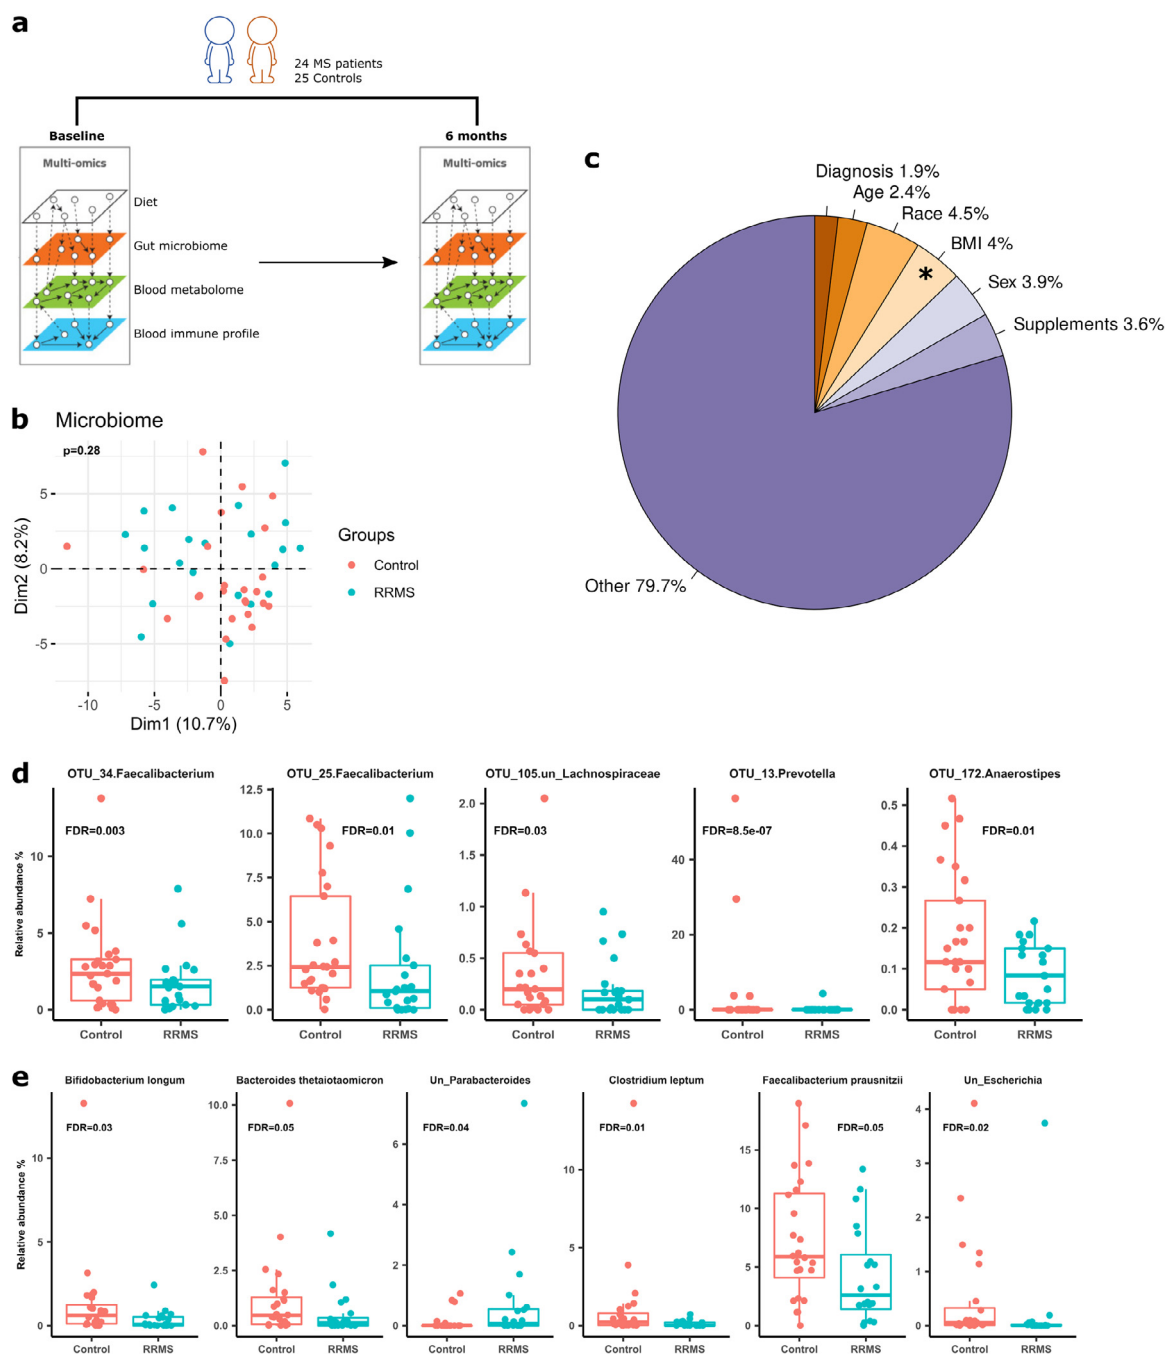 a
24 MS patients
25 Controls
Baseline
6 months
Multi-omics
Multi-omics
Diet
Gut microbiome
Blood metabolome
Blood immune profile
b
Microbiome
p=0.28
5
0
-5
-10
-5
0
5
Dim1 (10.7%)
Dim2 (8.2%)
Groups
Control
RRMS
c
Diagnosis 1.9%
Age 2.4%
Race 4.5%
BMI 4%
*
Sex 3.9%
Supplements 3.6%
Other 79.7%
d
Relative abundance %
OTU_34.Faecalibacterium
FDR=0.003
10
5
0
Control
RRMS
OTU_25.Faecalibacterium
FDR=0.01
12.5
10.0
7.5
5.0
2.5
0.0
Control
RRMS
OTU_105.un_Lachnospiraceae
FDR=0.03
2.0
1.5
1.0
0.5
0.0
Control
RRMS
OTU_13.Prevotella
FDR=8.5e-07
40
20
0
Control
RRMS
OTU_172.Anaerostipes
FDR=0.01
0.5
0.4
0.3
0.2
0.1
0.0
Control
RRMS
e
Relative abundance %
Bifidobacterium longum
FDR=0.03
10
5
0
Control
RRMS
Bacteroides thetaiotaomicron
FDR=0.05
10.0
7.5
5.0
2.5
0.0
Control
RRMS
Un_Parabacteroides
FDR=0.04
6
4
2
0
Control
RRMS
Clostridium leptum
FDR=0.01
10
5
0
Control
RRMS
Faecalibacterium prausnitzii
FDR=0.05
15
10
5
0
Control
RRMS
Un_Escherichia
FDR=0.02
4
3
2
1
0
Control
RRMS